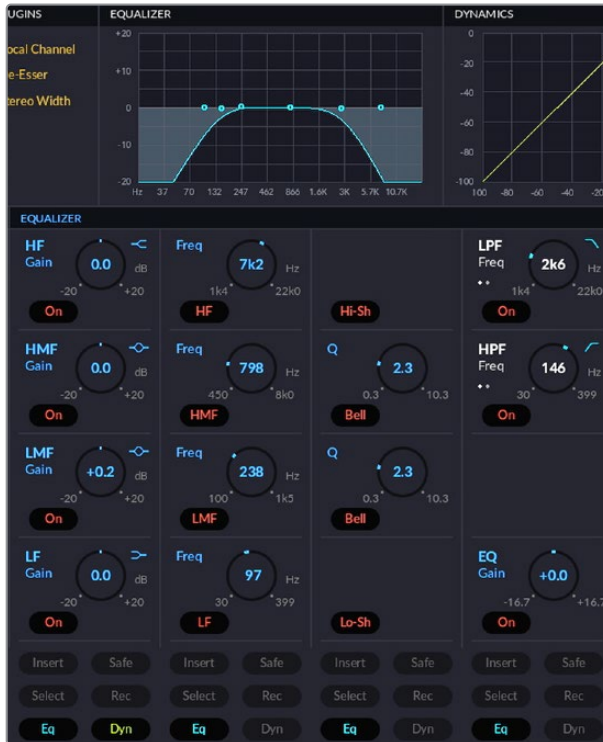 UGINS EQUALIZER DYNAMICS
ocal Channel
e-Esser
tereo Width
+20
+10
0
-10
-20
Hz 37 70 132 247 462 866 1.6K 3K 5.7K 10.7K
0
-20
-40
-60
-80
-100
100 -80 -60 -40 -20
EQUALIZER
HF Freq LPF
Gain 0.0 dB 7k2 Hz Freq 2k6 Hz
-20 +20 1k4 22k0 1k4 22k0
On HF Hi-Sh On
HMF Freq Q HPF
Gain 0.0 dB 798 Hz 2.3 Freq 146 Hz
-20 +20 450 8k0 0.3 10.3 30 399
On HMF Bell On
LMF Freq Q
Gain +0.2 dB 238 Hz 2.3
-20 +20 100 1k5 0.3 10.3
On LMF Bell
LF Freq EQ
Gain 0.0 dB 97 Hz Gain +0.0
-20 +20 30 399 -16.7 +16.7
On LF Lo-Sh On
Insert Safe Insert Safe Insert Safe Insert Safe
Select Rec Select Rec Select Rec Select Rec
Eq Dyn Eq Dyn Eq Dyn Eq Dyn